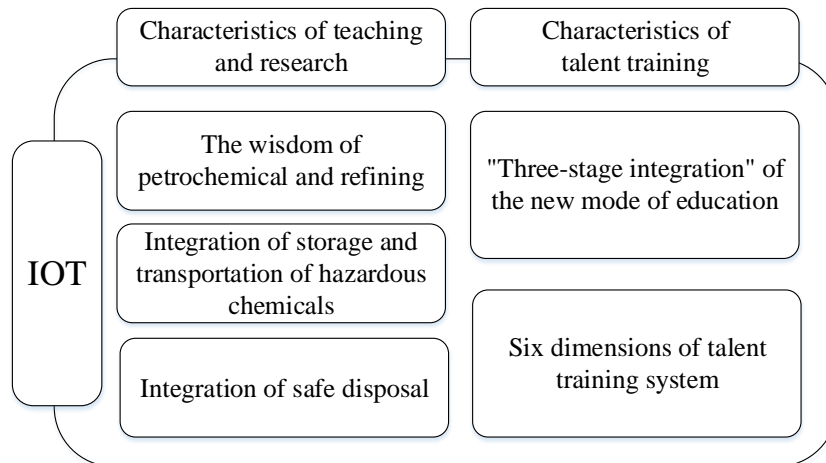 Characteristics of teaching
and research
Characteristics of
talent training
IOT
The wisdom of
petrochemical and refining
Integration of storage and
transportation of hazardous
chemicals
Integration of safe disposal
"Three-stage integration" of
the new mode of education
Six dimensions of talent
training system